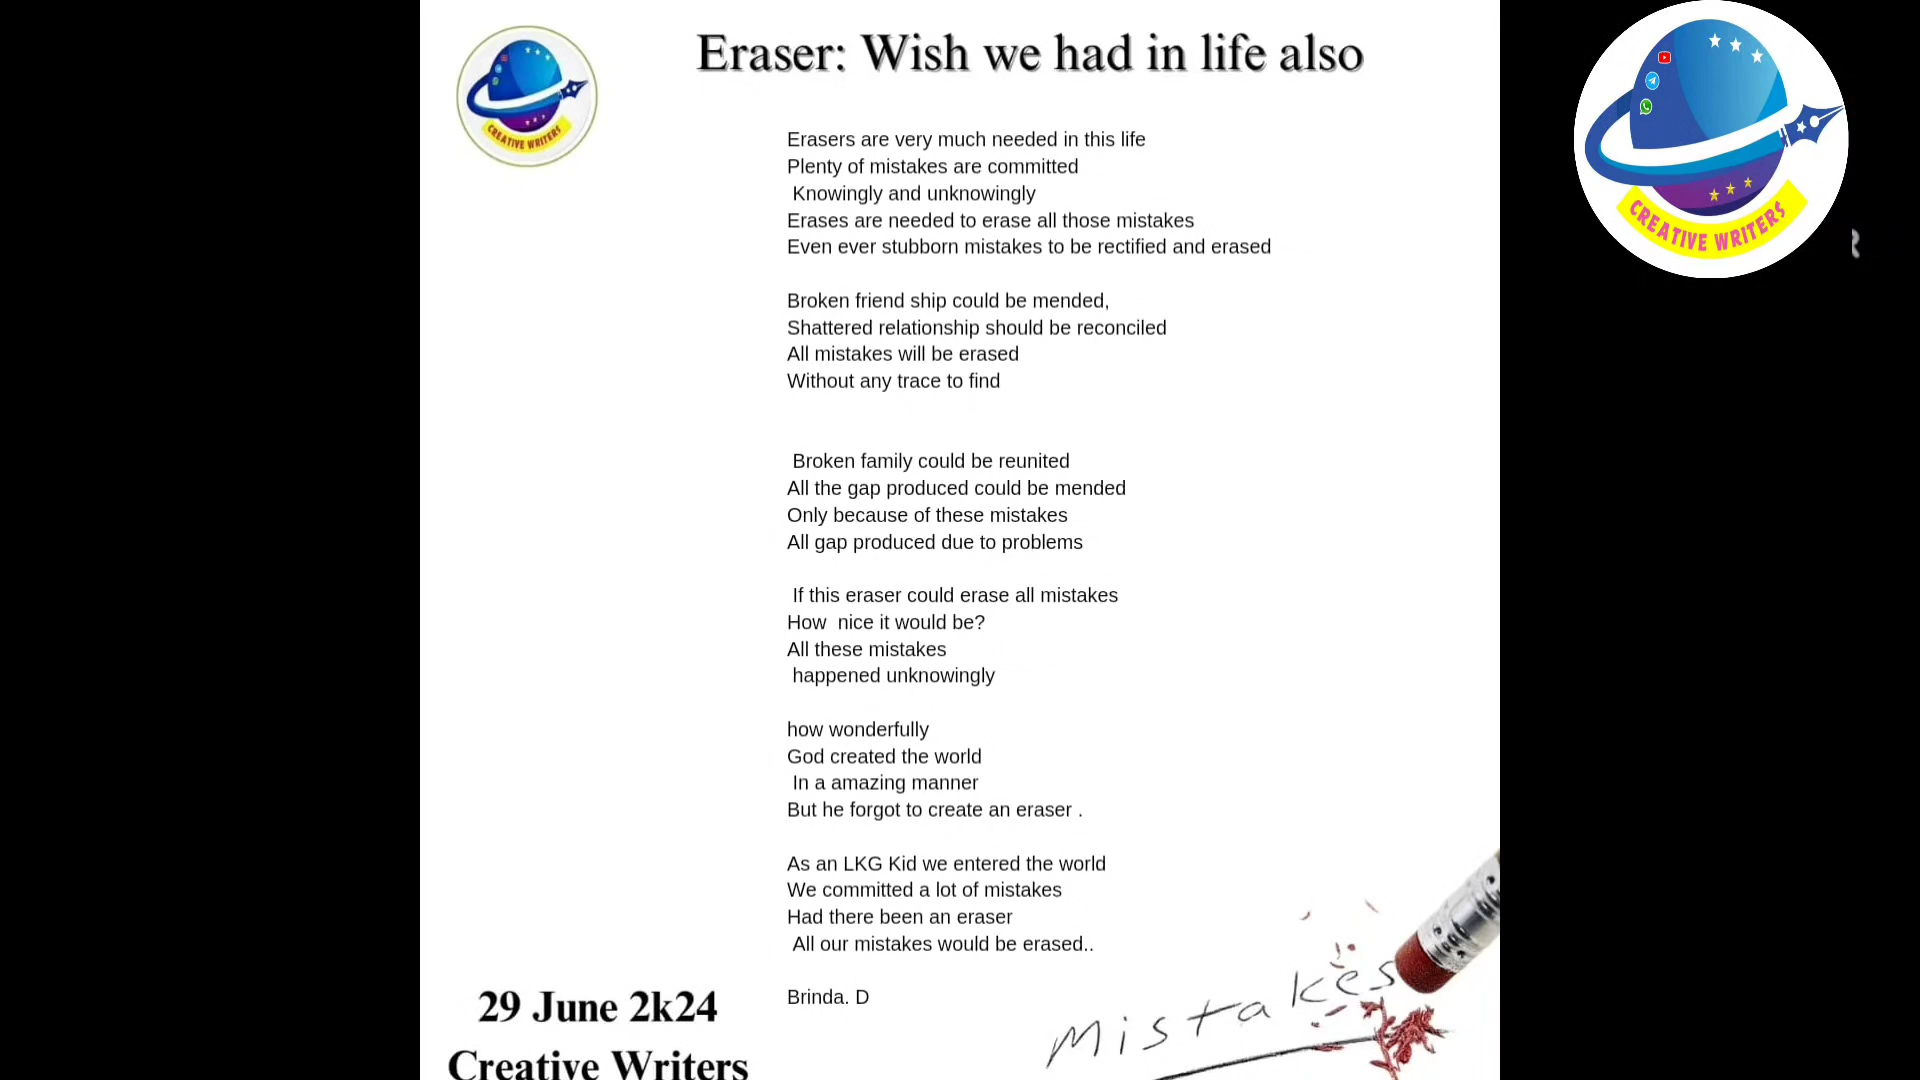 Eraser: Wish we had in life also
CREATIVE WRITERS
Erasers are very much needed in this life
Plenty of mistakes are committed
Knowingly and unknowingly
Erases are needed to erase all those mistakes
Even ever stubborn mistakes to be rectified and erased
Broken friend ship could be mended,
Shattered relationship should be reconciled
All mistakes will be erased
Without any trace to find
Broken family could be reunited
All the gap produced could be mended
Only because of these mistakes
All gap produced due to problems
If this eraser could erase all mistakes
How  nice it would be?
All these mistakes
happened unknowingly
how wonderfully
God created the world
In a amazing manner
But he forgot to create an eraser .
As an LKG Kid we entered the world
We committed a lot of mistakes
Had there been an eraser
All our mistakes would be erased..
Brinda. D
29 June 2k24
Creative Writers
Mistakes
CREATIVE WRITERS